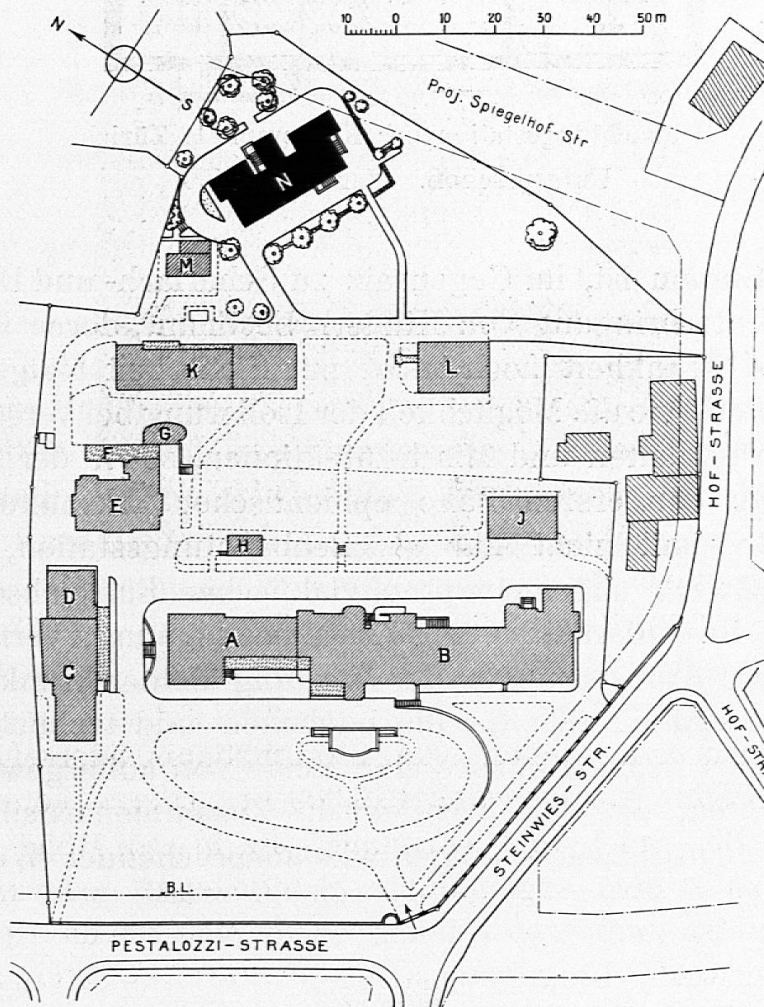 10 0 10 20 30 40 50 m
N
S
Proj. Spiegelhof-Str
N
M
K
L
G
F
E
H
J
D
C
A
B
HOF-STRASSE
HOF-STR
STEINWIES-STR.
B.L.
PESTALOZZI-STRASSE